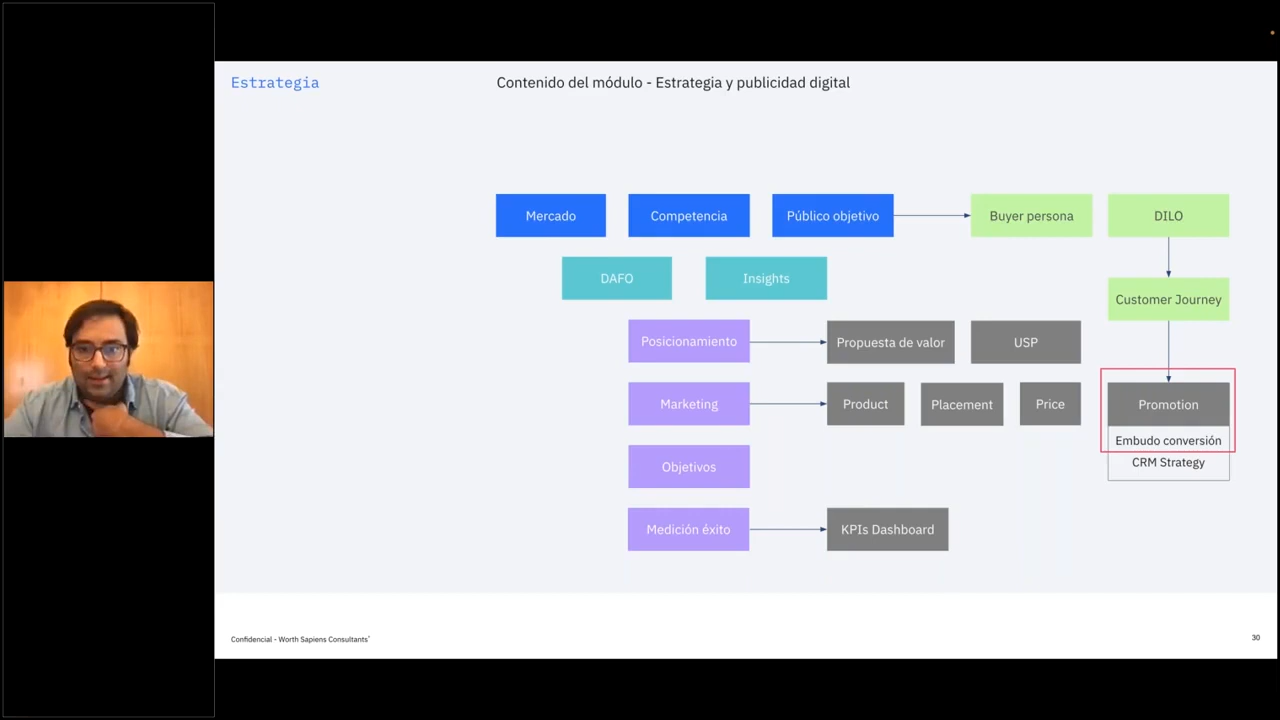 Estrategia
Contenido del módulo - Estrategia y publicidad digital
Mercado
Competencia
Público objetivo
Buyer persona
DILO
DAFO
Insights
Customer Journey
Posicionamiento
Propuesta de valor
USP
Marketing
Product
Placement
Price
Promotion
Embudo conversión
CRM Strategy
Objetivos
Medición éxito
KPIs Dashboard
Confidencial - Worth Sapiens Consultants*
30